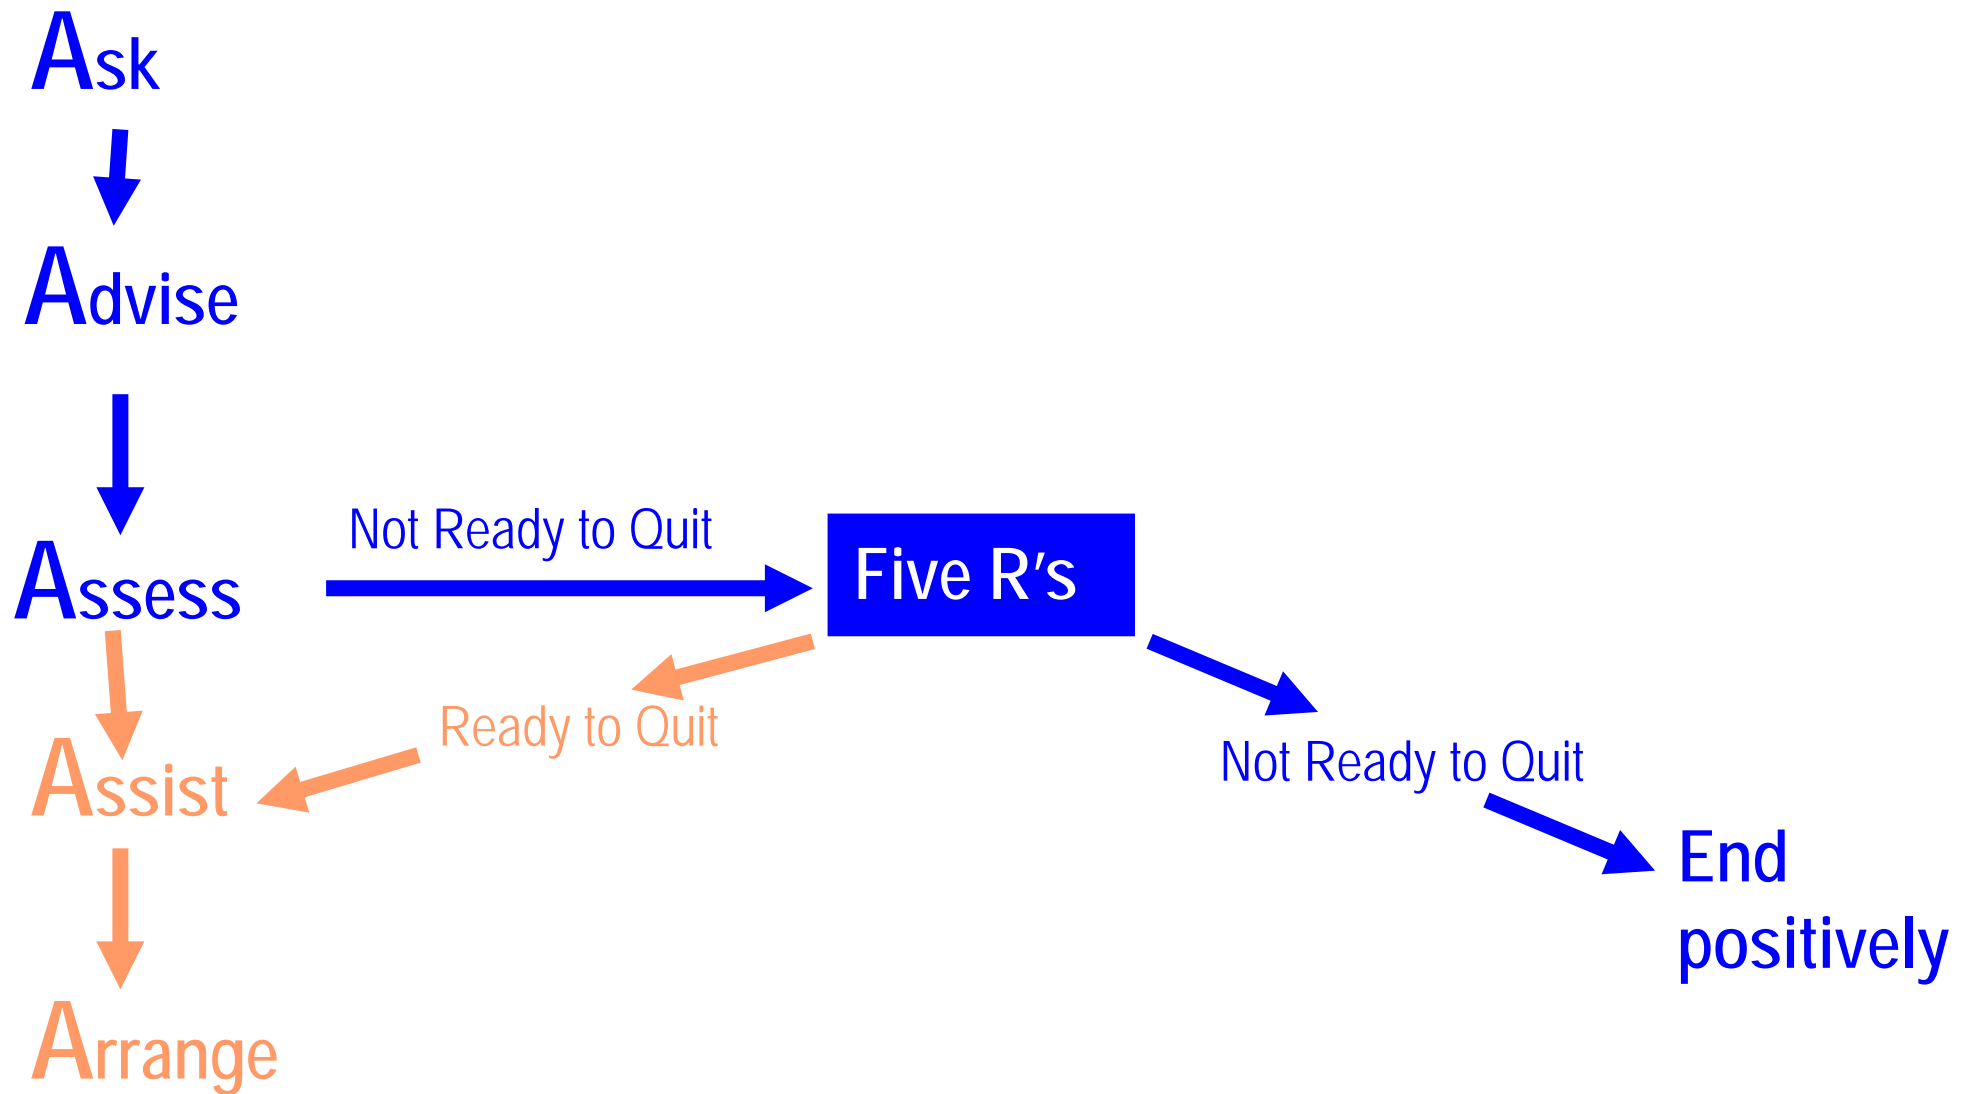 Ask
Advise
Not Ready to Quit
Assess
Five R's
Ready to Quit
Assist
Not Ready to Quit
End
positively
Arrange